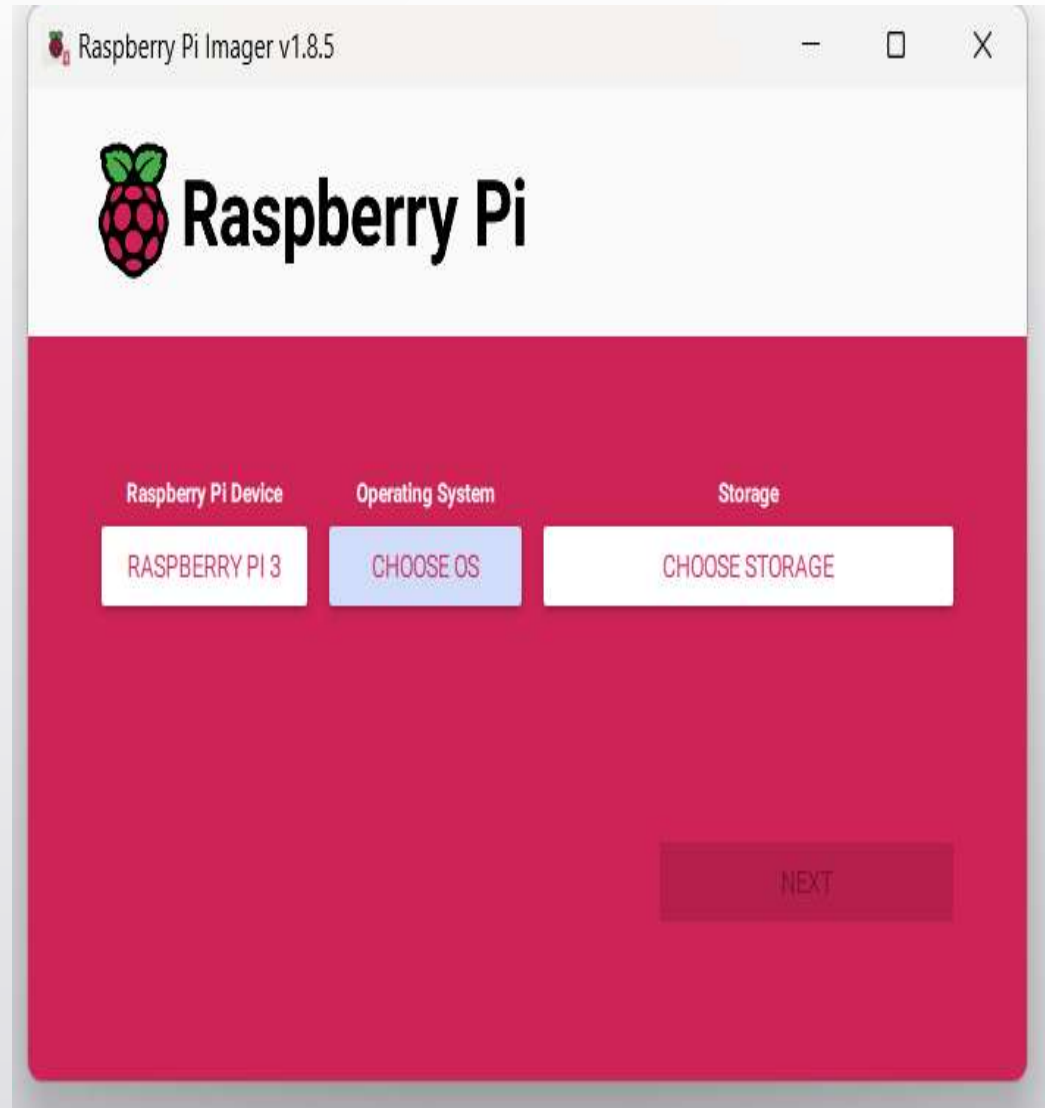 Raspberry Pi Imager v1.8.5
Raspberry Pi
Raspberry Pi Device Operating System Storage
RASPBERRY PI 3 CHOOSE OS CHOOSE STORAGE
NEXT